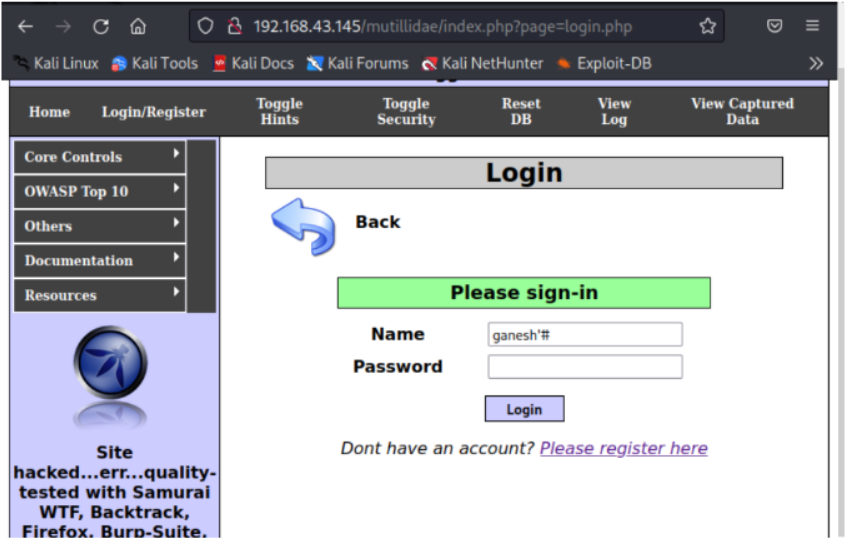 192.168.43.145/mutillidae/index.php?page=login.php
Kali Linux Kali Tools Kali Docs Kali Forums Kali NetHunter Exploit-DB
Home Login/Register Toggle Hints Toggle Security Reset DB View Log View Captured Data
Core Controls
OWASP Top 10
Others
Documentation
Resources
Site
hacked...err...quality-
tested with Samurai
WTF, Backtrack,
Firefox, Burp-Suite,
Login
Back
Please sign-in
Name ganesh'#
Password
Login
Dont have an account? Please register here